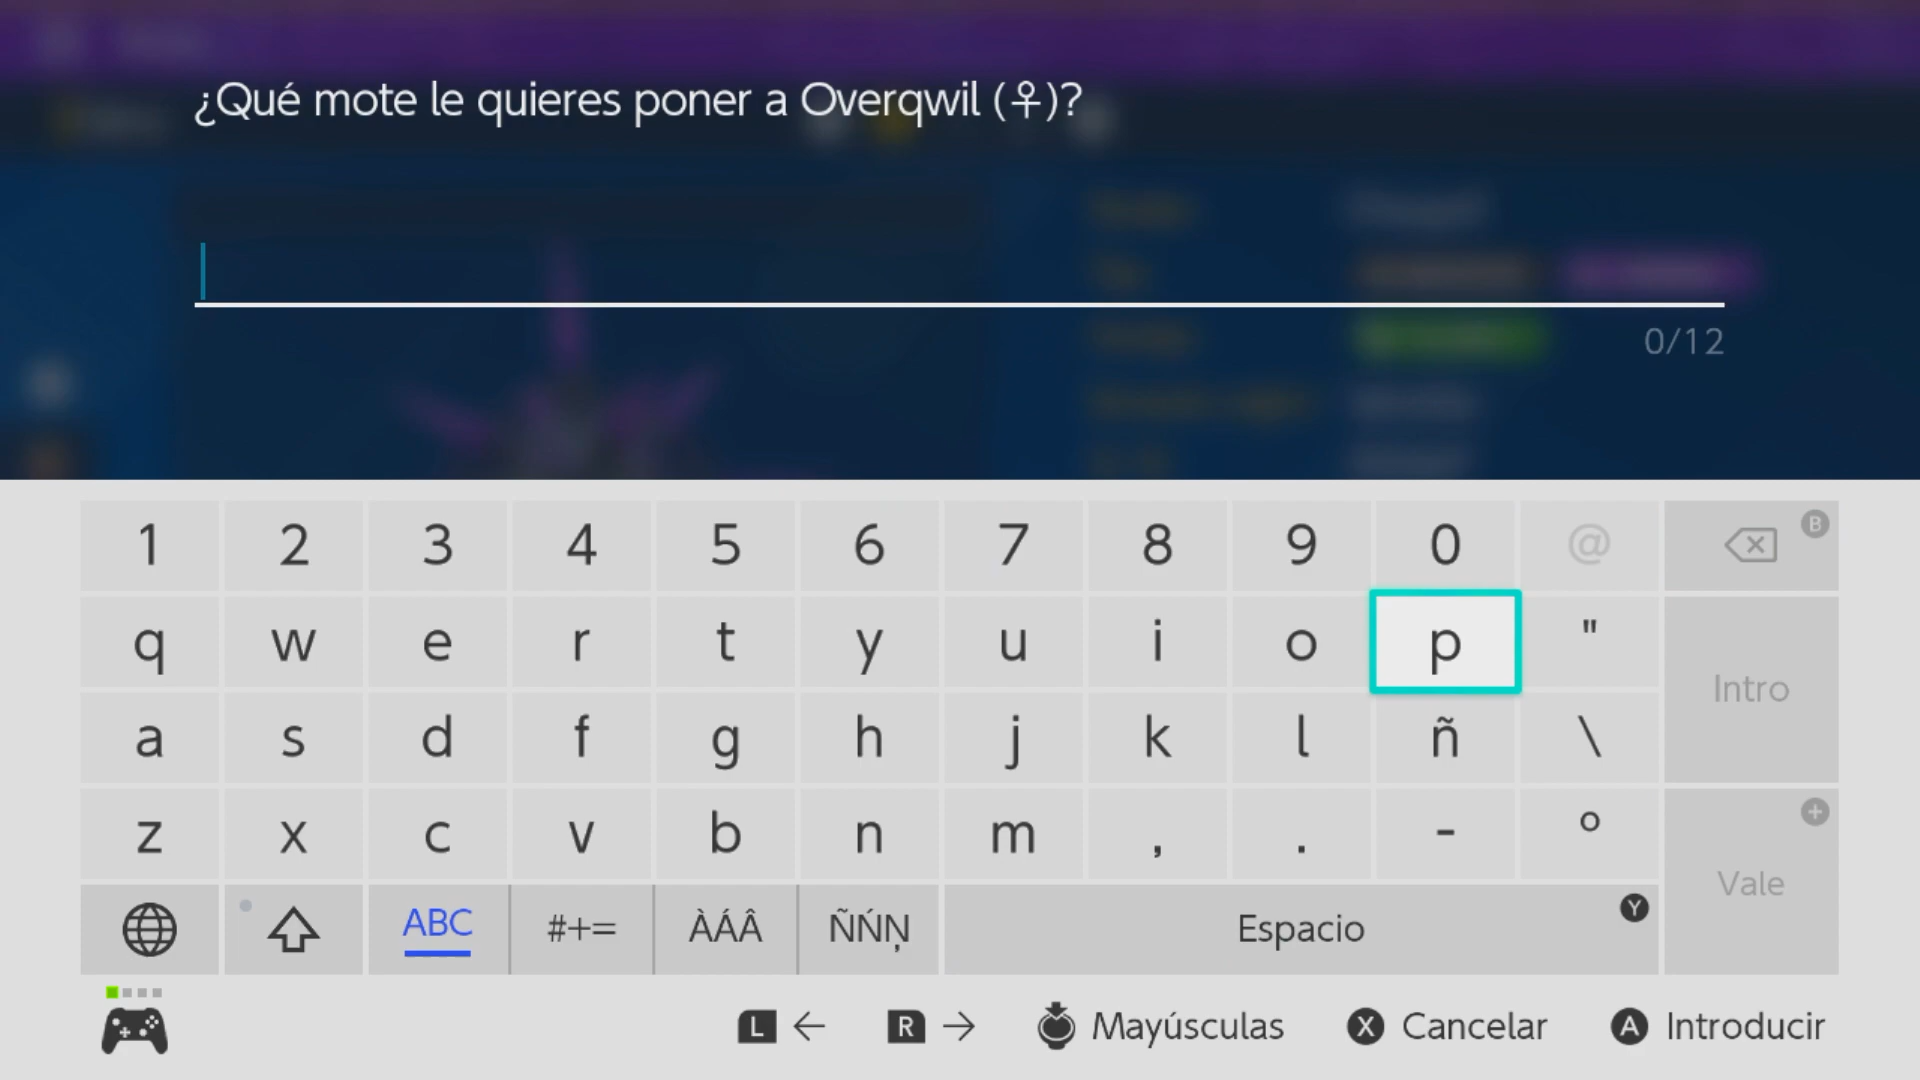 ¿Qué mote le quieres poner a Overqwil (♀)?
0/12
1 2 3 4 5 6 7 8 9 0 @ B
q w e r t y u i o p "
Intro
a s d f g h j k l ñ \
z x c v b n m , . - º +
Vale
ABC #+= ÀÁÂ ÑŃŅ Espacio Y
L ← R → Mayúsculas X Cancelar A Introducir